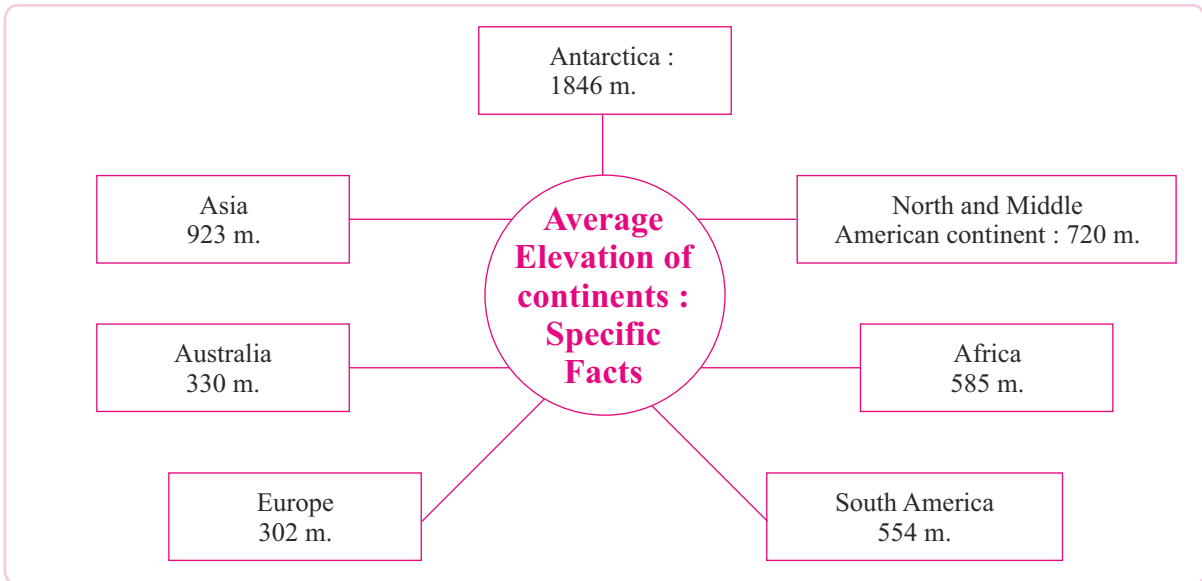 Antarctica :
1846 m.
Asia
923 m.
North and Middle
American continent : 720 m.
Average
Elevation of
continents :
Specific
Facts
Australia
330 m.
Africa
585 m.
Europe
302 m.
South America
554 m.